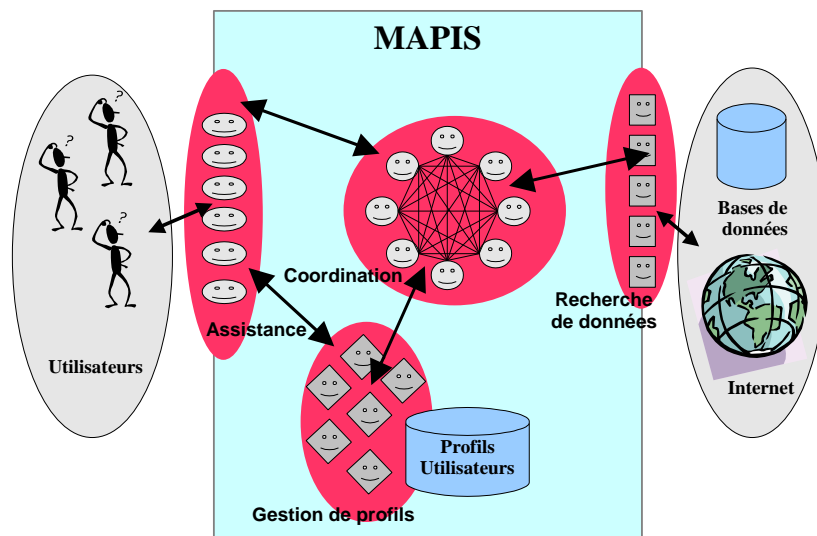 MAPIS
?
?
?
Utilisateurs
Assistance
Coordination
Gestion de profils
Profils
Utilisateurs
Recherche
de données
Bases de
données
Internet